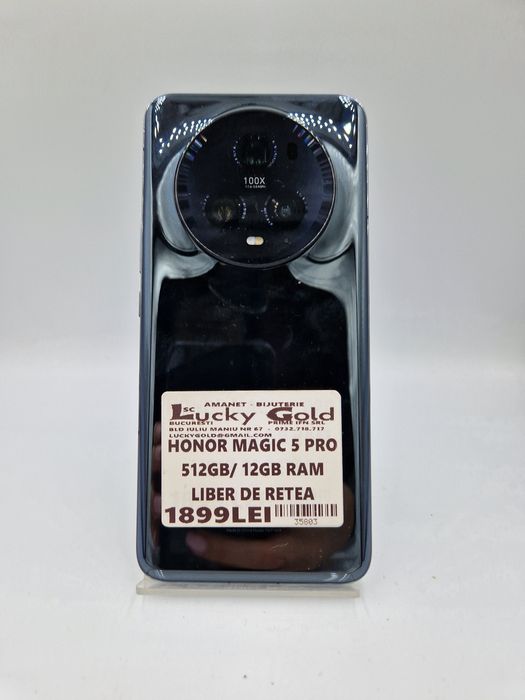 100X
AMANET - BIJUTERIE
SC Lucky Gold
BUCURESTI PRIME IFN SRL
BLD IULIU MANIU NR 67 - 0732.718.717
LUCKYGOLD@GMAIL.COM
HONOR MAGIC 5 PRO
512GB/ 12GB RAM
LIBER DE RETEA
1899LEI
35803